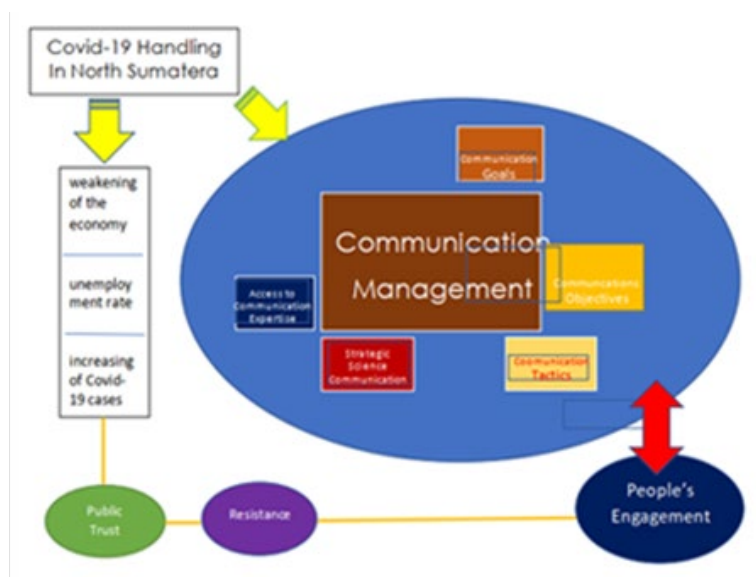 Covid-19 Handling
In North Sumatera
weakening
of the
economy
unemploy
ment rate
increasing
of Covid-
19 cases
Communication
Goals
Communication
Management
Communications
Objectives
Access to
Communication
Expertise
Strategic
Science
Communication
Tactics
Public
Trust
Resistance
People's
Engagement